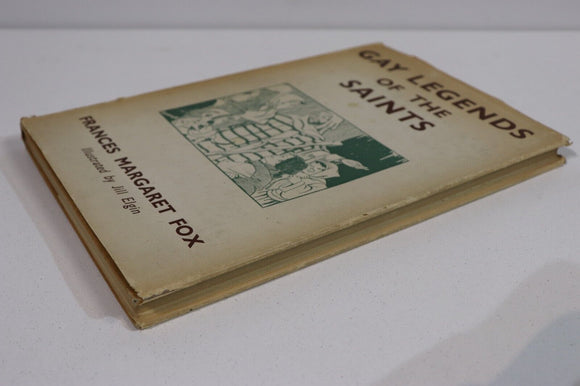 GAY LEGENDS
OF THE
SAINTS
FRANCES MARGARET FOX
Illustrated by Jill Elgin